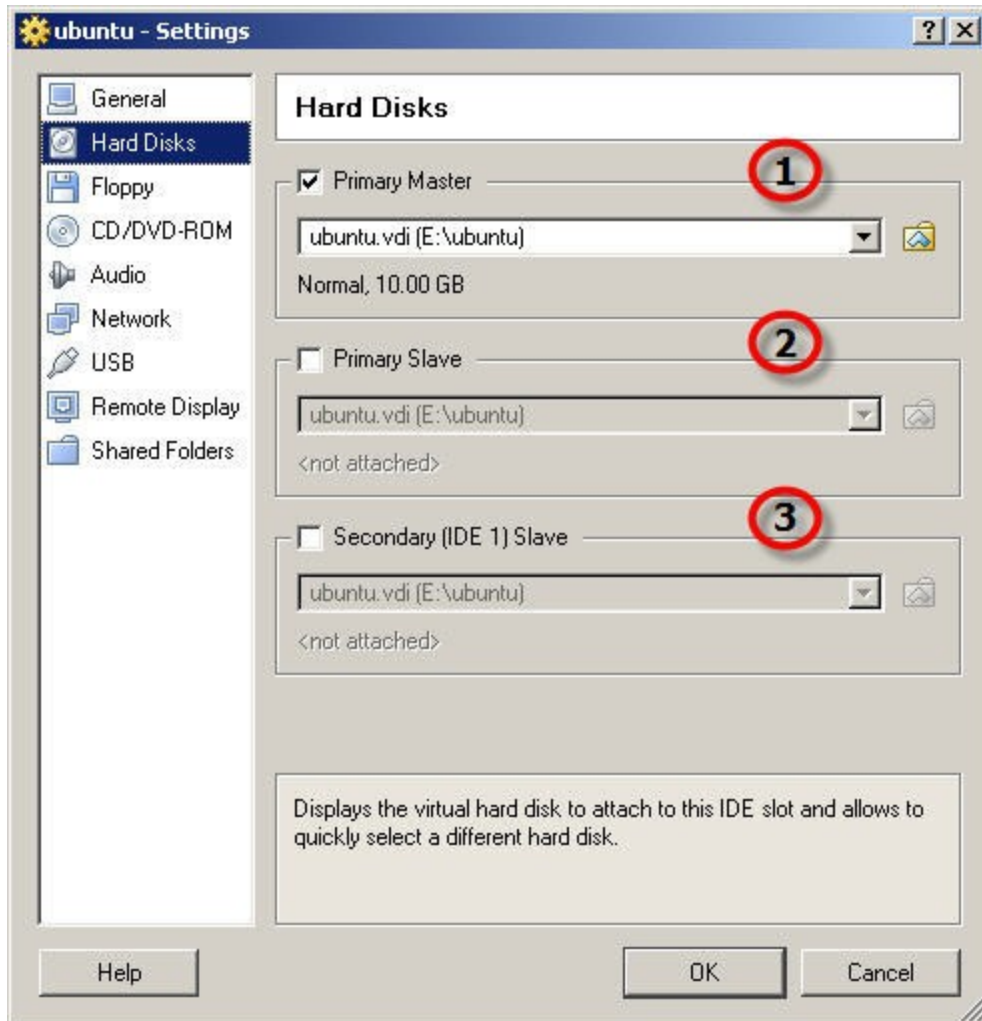 ubuntu - Settings
General
Hard Disks
Floppy
CD/DVD-ROM
Audio
Network
USB
Remote Display
Shared Folders
Hard Disks
1
Primary Master
ubuntu.vdi (E:\ubuntu)
Normal, 10.00 GB
2
Primary Slave
ubuntu.vdi (E:\ubuntu)
<not attached>
3
Secondary (IDE 1) Slave
ubuntu.vdi (E:\ubuntu)
<not attached>
Displays the virtual hard disk to attach to this IDE slot and allows to
quickly select a different hard disk.
Help
OK
Cancel